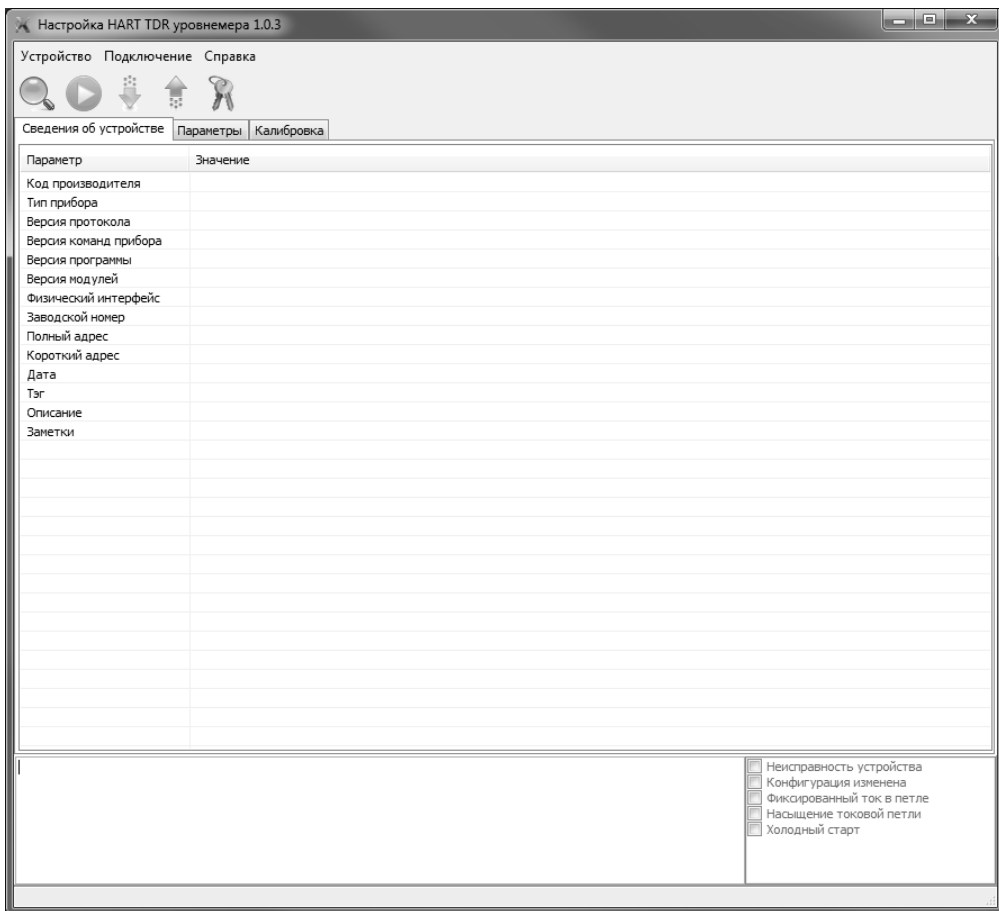 Настройка HART TDR уровнемера 1.0.3
Устройство Подключение Справка
Сведения об устройстве Параметры Калибровка
Параметр Значение
Код производителя
Тип прибора
Версия протокола
Версия команд прибора
Версия программы
Версия модулей
Физический интерфейс
Заводской номер
Полный адрес
Короткий адрес
Дата
Тэг
Описание
Заметки
Неисправность устройства
Конфигурация изменена
Фиксированный ток в петле
Насыщение токовой петли
Холодный старт